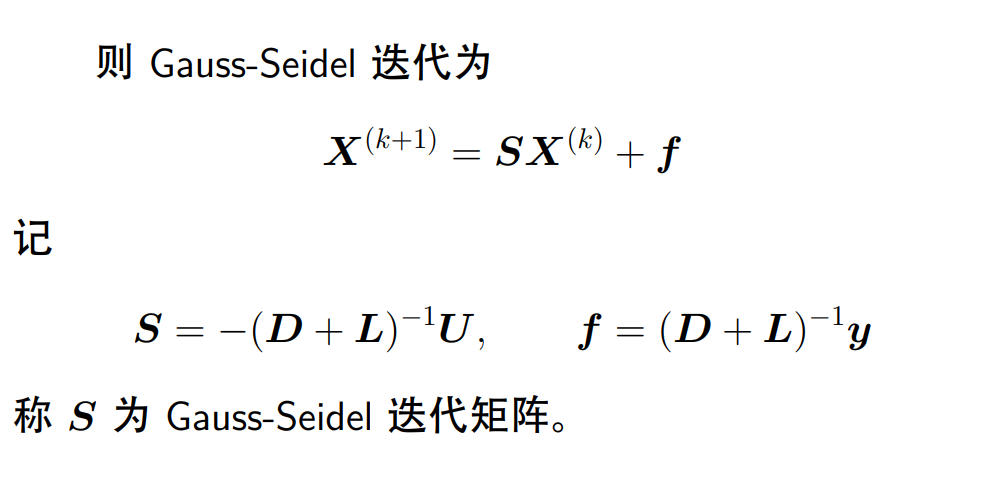 则 Gauss-Seidel 迭代为
X^{(k+1)} = SX^{(k)} + f
记
S = −(D + L)^{−1}U, f = (D + L)^{−1}y
称 S 为 Gauss-Seidel 迭代矩阵。